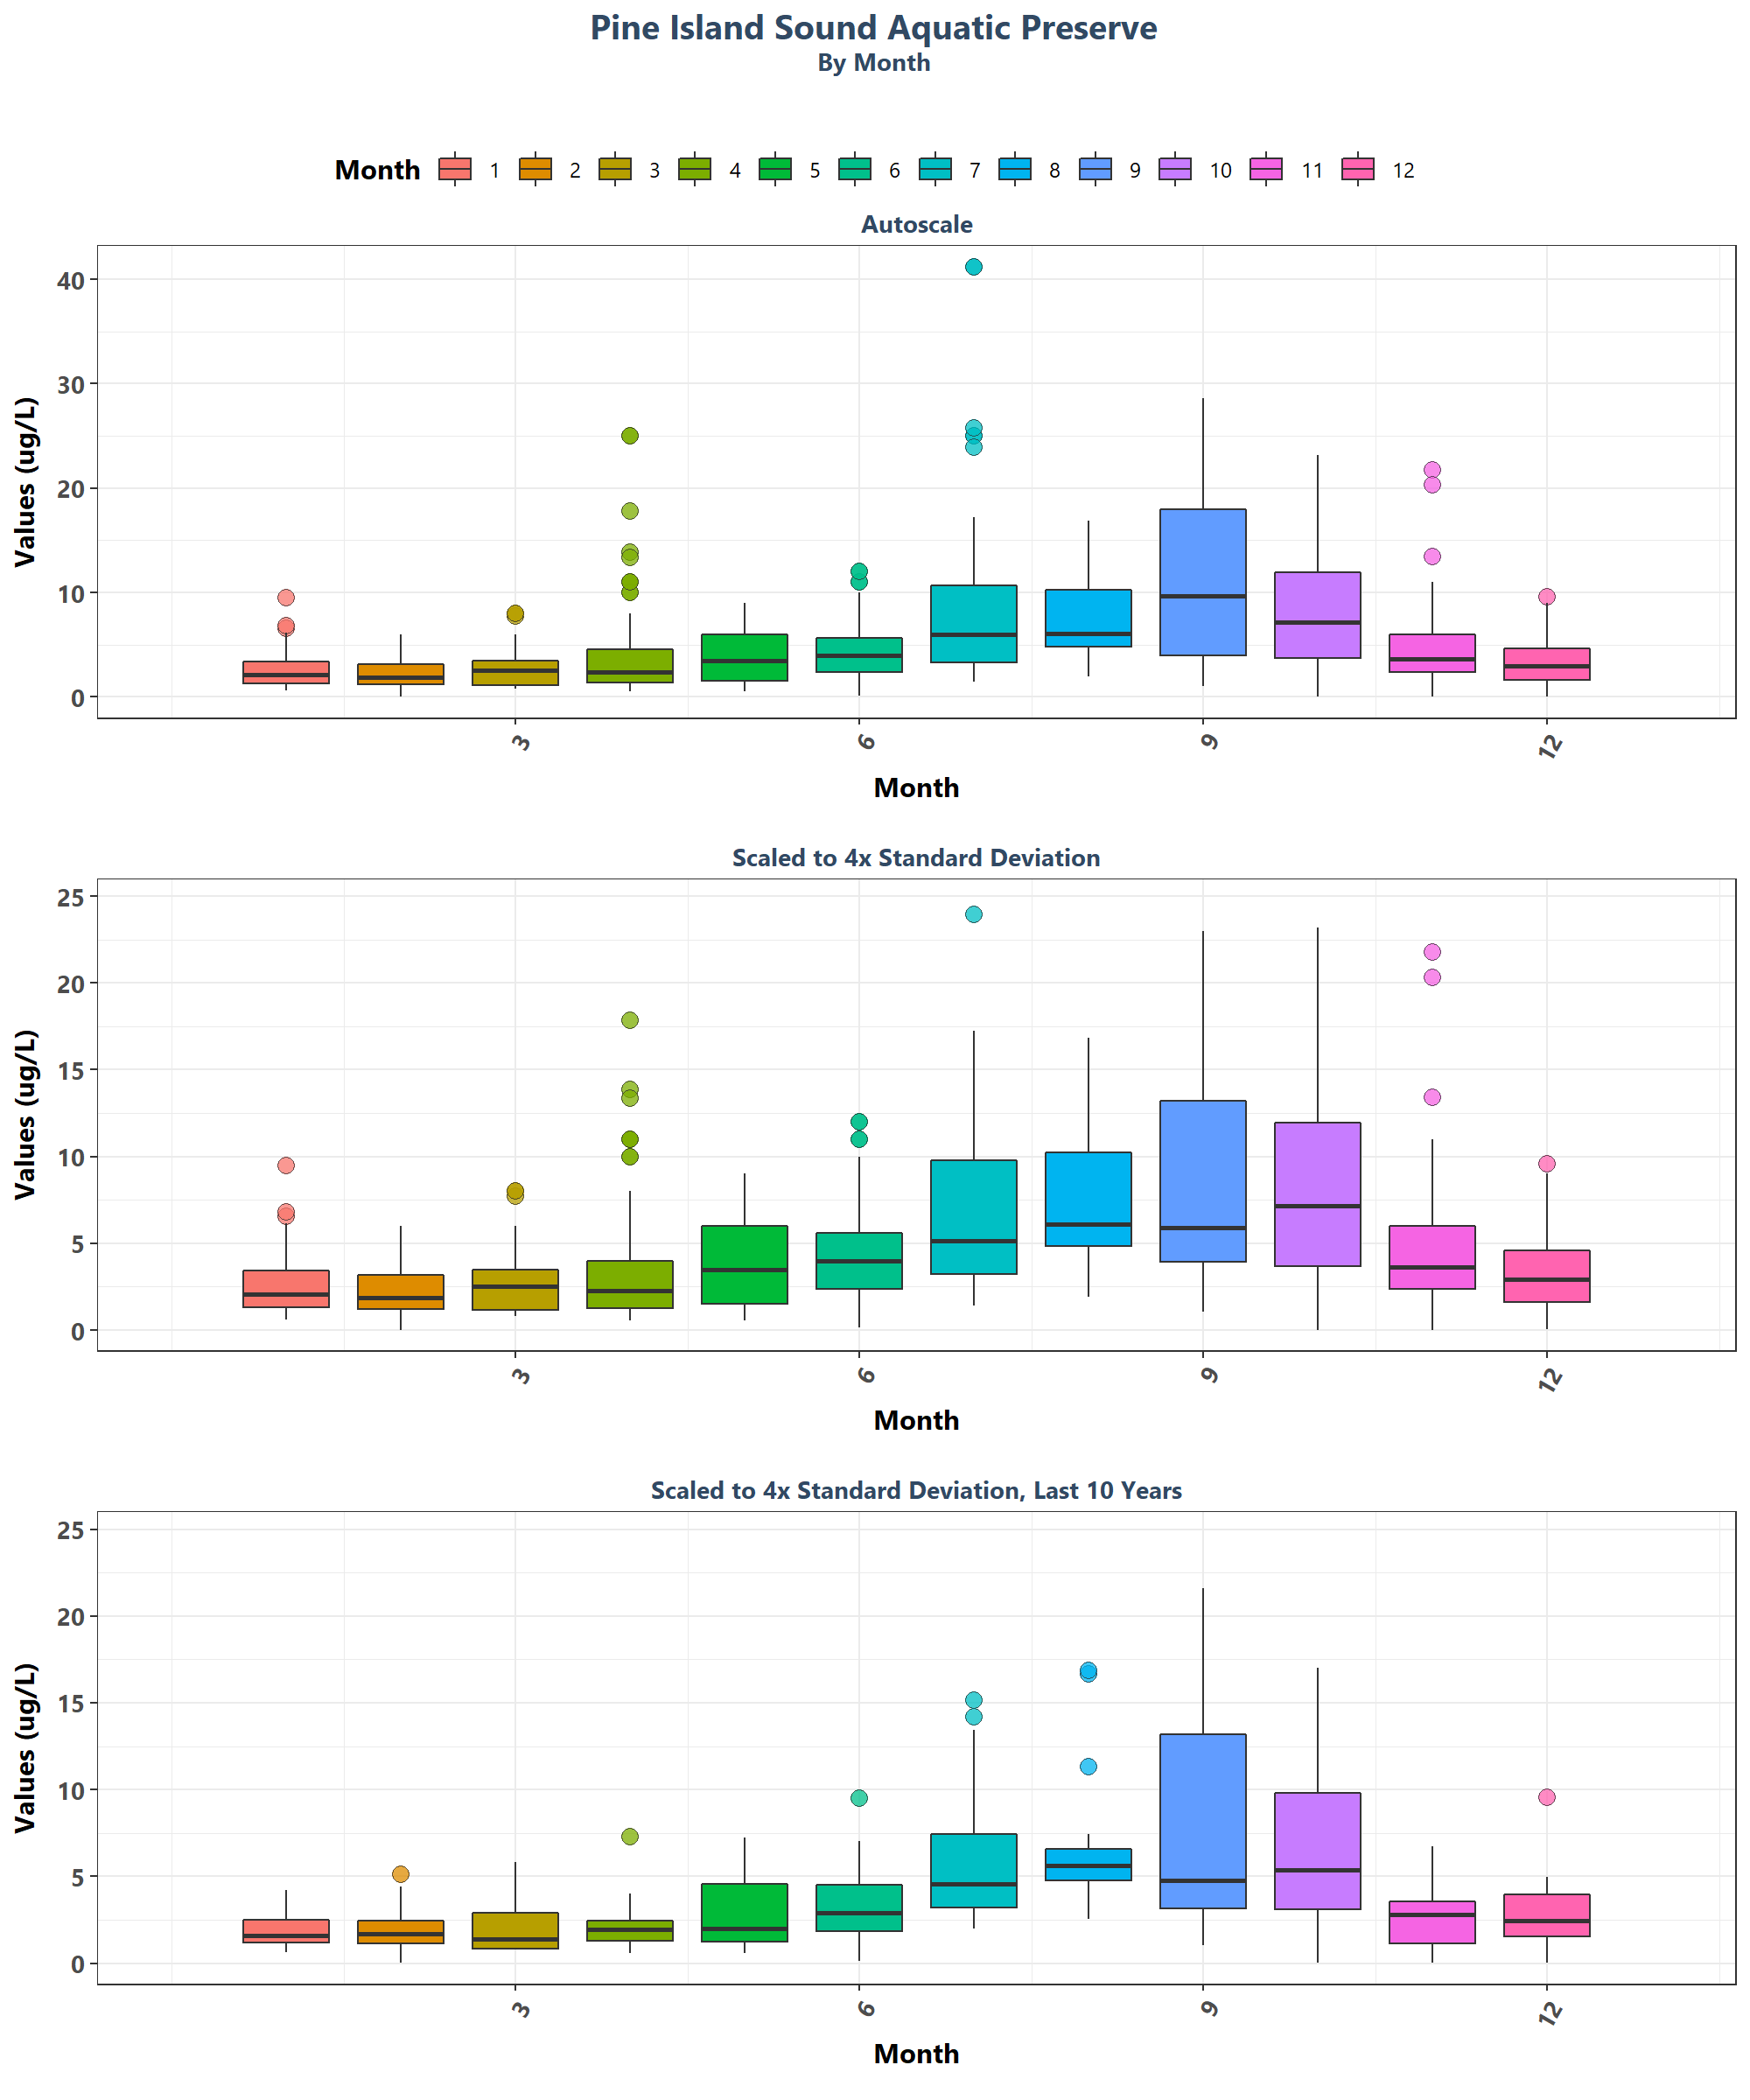 Pine Island Sound Aquatic Preserve
By Month
Month 1 2 3 4 5 6 7 8 9 10 11 12
Autoscale
Values (ug/L)
40
30
20
10
0
3 6 9 12
Month
Scaled to 4x Standard Deviation
Values (ug/L)
25
20
15
10
5
0
3 6 9 12
Month
Scaled to 4x Standard Deviation, Last 10 Years
Values (ug/L)
25
20
15
10
5
0
3 6 9 12
Month